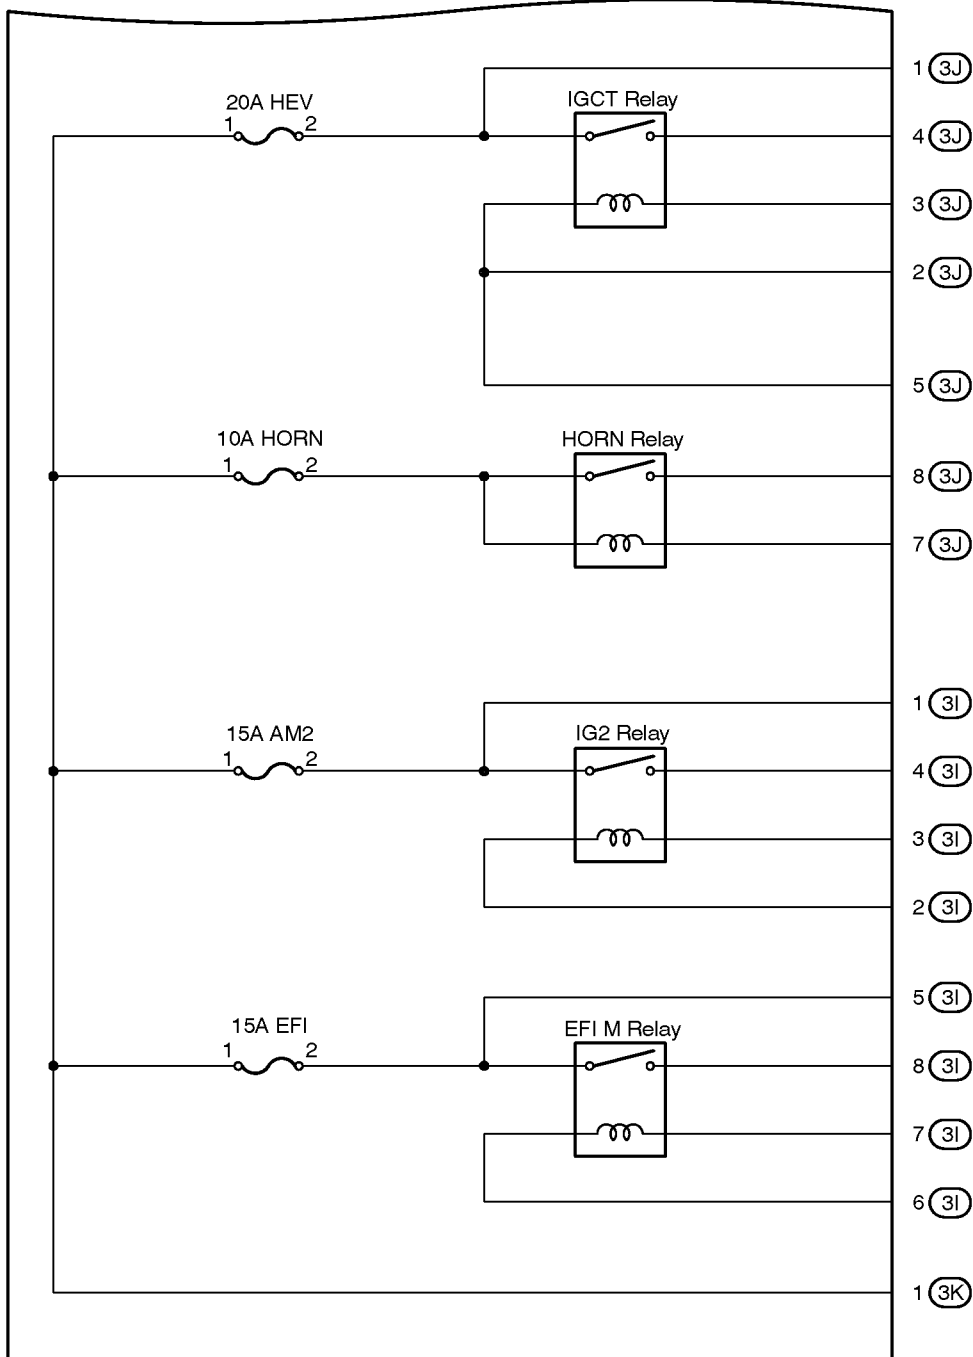 1 3J
20A HEV
IGCT Relay
1 2
4 3J
3 3J
2 3J
5 3J
10A HORN
HORN Relay
1 2
8 3J
7 3J
1 3I
15A AM2
IG2 Relay
1 2
4 3I
3 3I
2 3I
5 3I
15A EFI
EFI M Relay
1 2
8 3I
7 3I
6 3I
1 3K